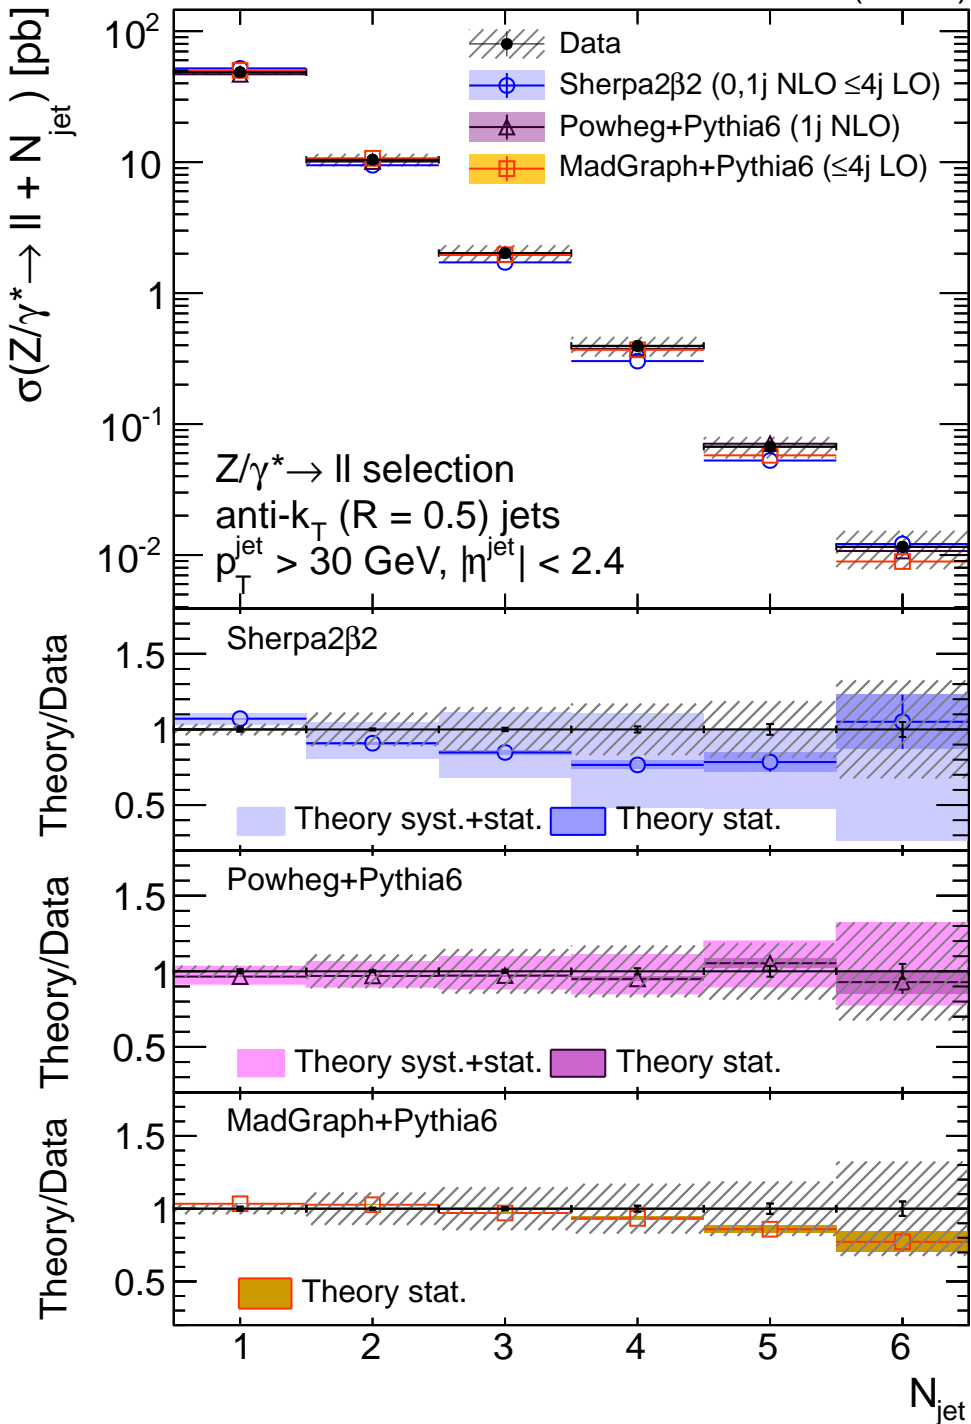 σ(Z/γ*→ ll + N_jet) [pb]
10^2
10
1
10^-1
10^-2
Data
Sherpa2β2 (0,1j NLO ≤4j LO)
Powheg+Pythia6 (1j NLO)
MadGraph+Pythia6 (≤4j LO)
Z/γ*→ ll selection
anti-k_T (R = 0.5) jets
p_T^jet > 30 GeV, |η^jet| < 2.4
Theory/Data
1.5
1
0.5
Sherpa2β2
Theory syst.+stat.
Theory stat.
Theory/Data
1.5
1
0.5
Powheg+Pythia6
Theory syst.+stat.
Theory stat.
Theory/Data
1.5
1
0.5
MadGraph+Pythia6
Theory stat.
1 2 3 4 5 6
N_jet